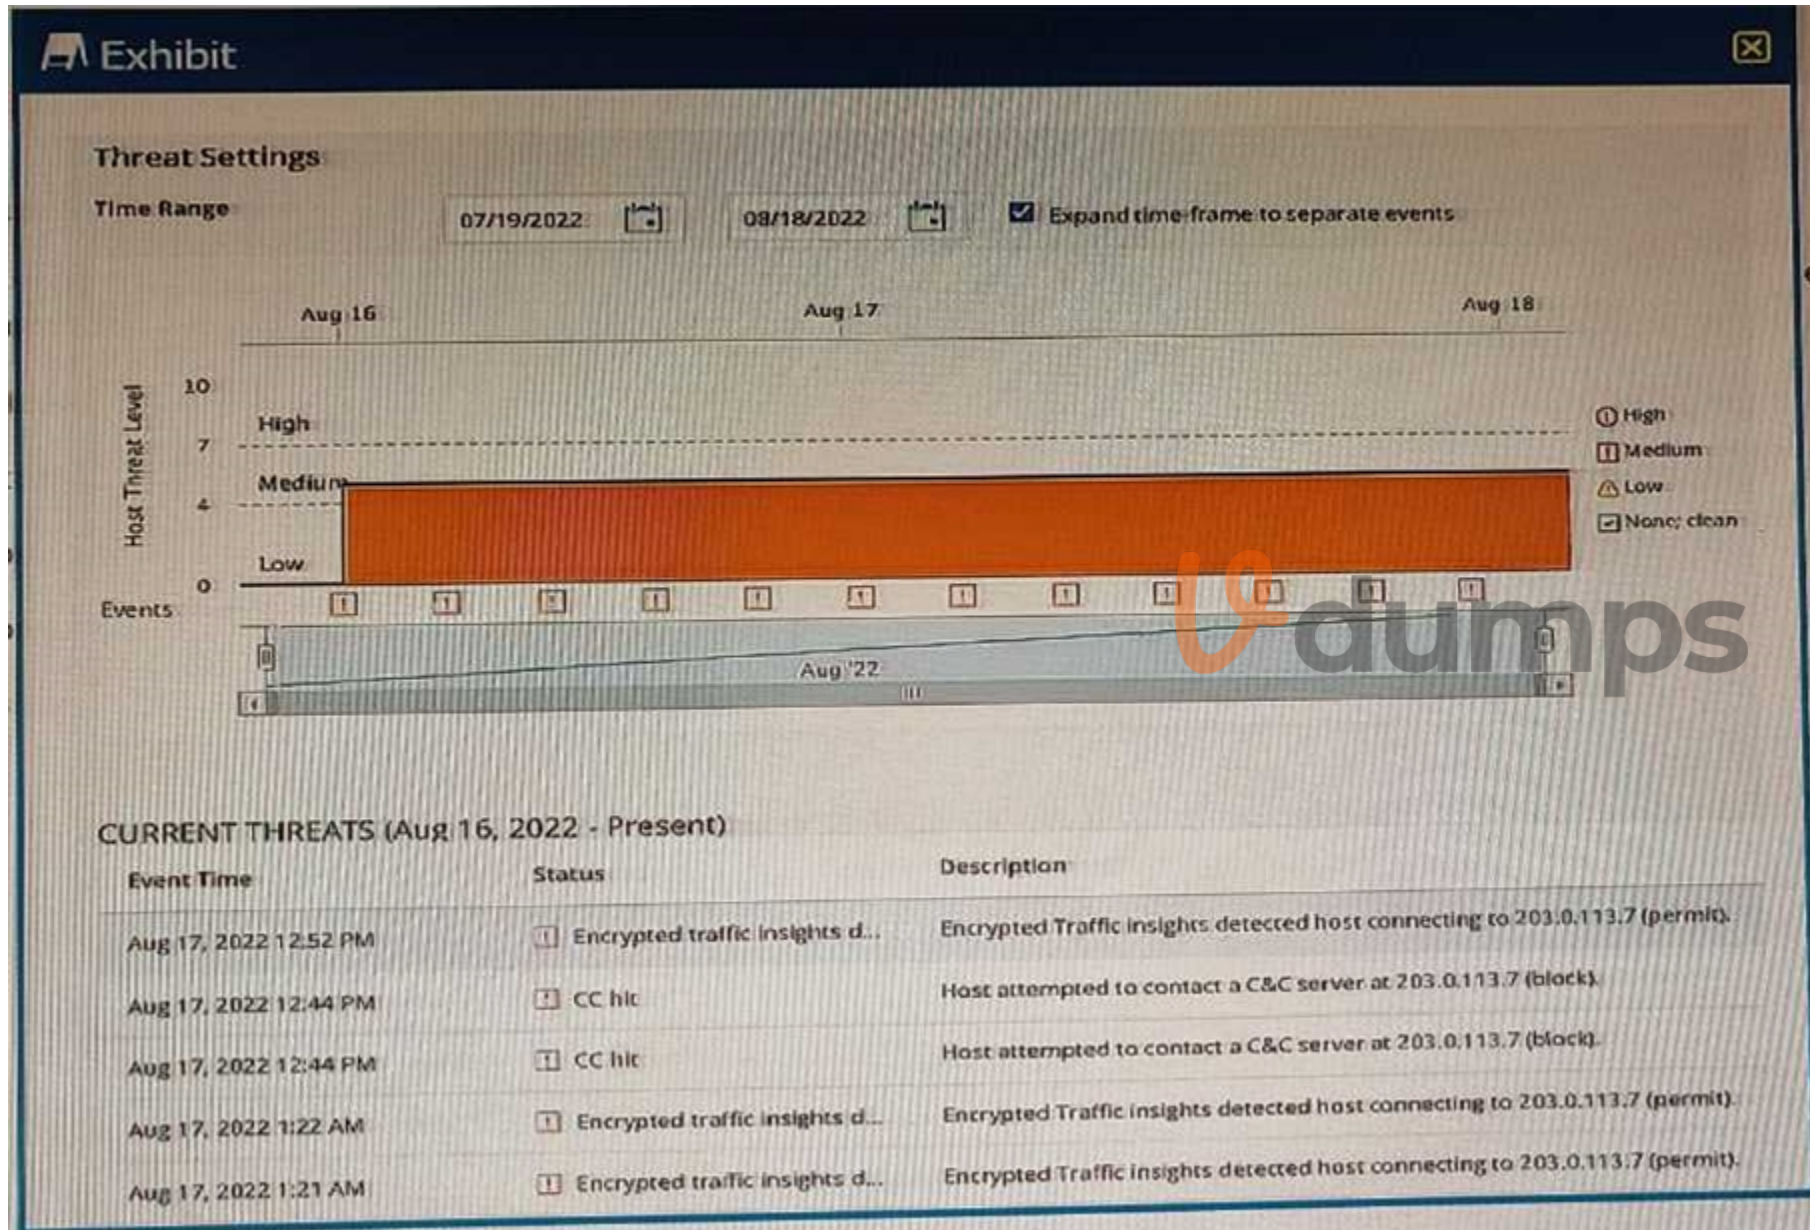 Exhibit
Threat Settings
Time Range 07/19/2022 08/18/2022 Expand time-frame to separate events
Aug 16 Aug 17 Aug 18
Host Threat Level
10
High
7
Medium
4
Low
0
High
Medium
Low
None; clean
Events
Aug '22
Vdumps
CURRENT THREATS (Aug 16, 2022 - Present)
Event Time Status Description
Aug 17, 2022 12:52 PM Encrypted traffic insights d... Encrypted Traffic insights detected host connecting to 203.0.113.7 (permit).
Aug 17, 2022 12:44 PM CC hit Host attempted to contact a C&C server at 203.0.113.7 (block).
Aug 17, 2022 12:44 PM CC hit Host attempted to contact a C&C server at 203.0.113.7 (block).
Aug 17, 2022 1:22 AM Encrypted traffic insights d... Encrypted Traffic insights detected host connecting to 203.0.113.7 (permit).
Aug 17, 2022 1:21 AM Encrypted traffic insights d... Encrypted Traffic insights detected host connecting to 203.0.113.7 (permit).